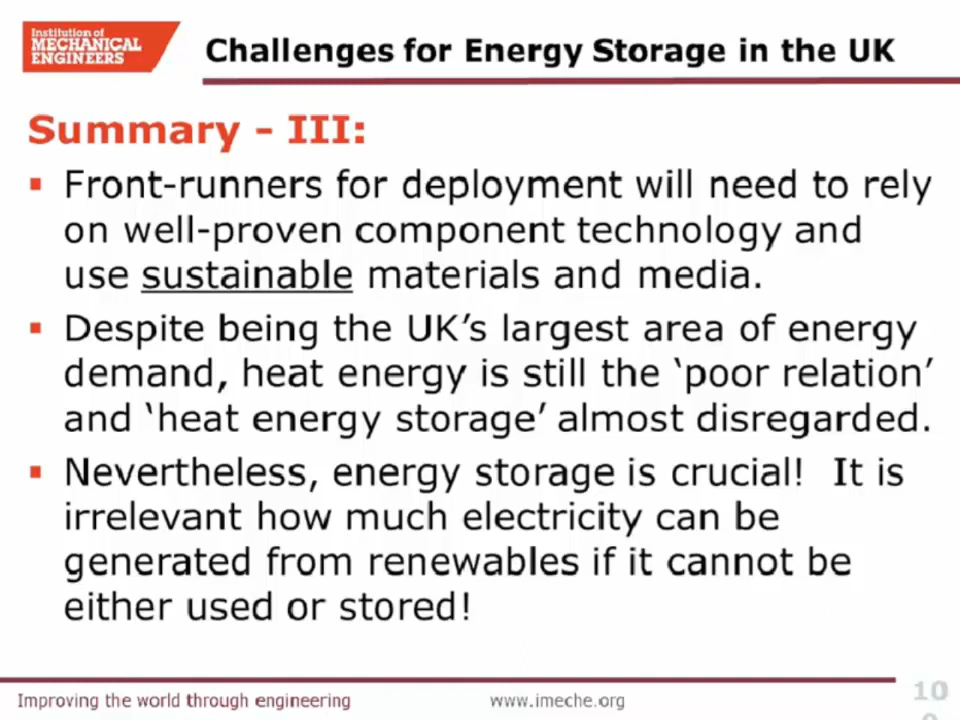 Institution of
MECHANICAL
ENGINEERS
Challenges for Energy Storage in the UK
Summary - III:
▪ Front-runners for deployment will need to rely
on well-proven component technology and
use sustainable materials and media.
▪ Despite being the UK’s largest area of energy
demand, heat energy is still the ‘poor relation’
and ‘heat energy storage’ almost disregarded.
▪ Nevertheless, energy storage is crucial!  It is
irrelevant how much electricity can be
generated from renewables if it cannot be
either used or stored!
Improving the world through engineering
www.imeche.org
10